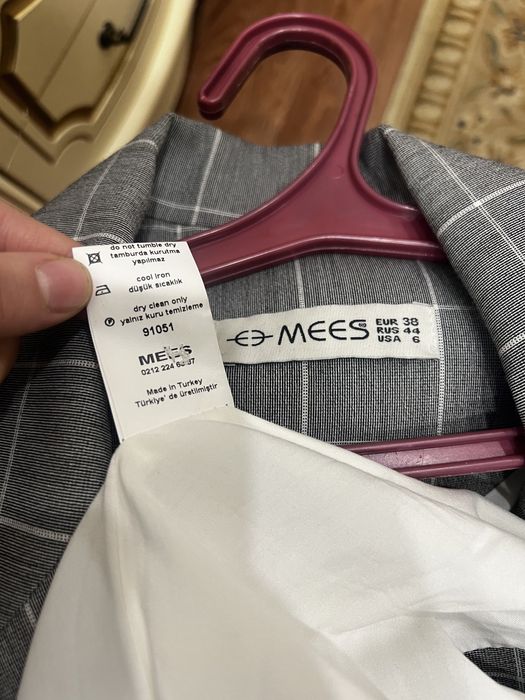 do not tumble dry
tamburda kurutma
yapılmaz
cool iron
düşük sıcaklık
dry clean only
yalnız kuru temizleme
91051
MEES
0212 224
Made in Turkey
Türkiye' de üretilmiştir
MEES
EUR 38
RUS 44
USA 6